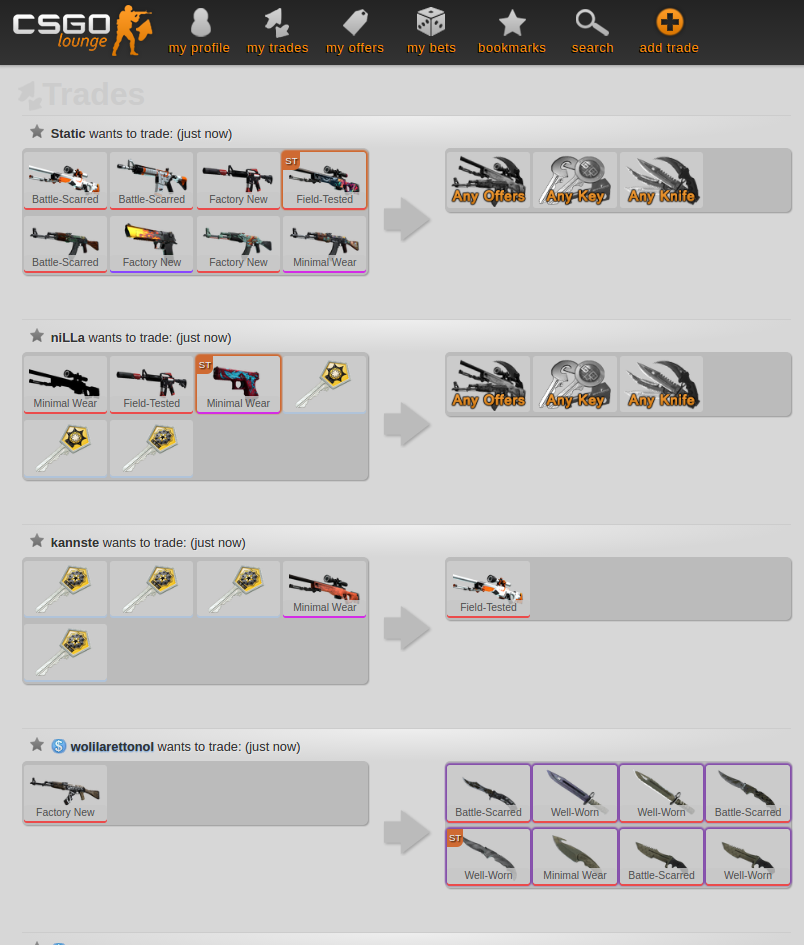 CSGO
lounge
my profile
my trades
my offers
my bets
bookmarks
search
add trade
Trades
Static wants to trade: (just now)
ST
Battle-Scarred
Battle-Scarred
Factory New
Field-Tested
Any Offers
Any Key
Any Knife
Battle-Scarred
Factory New
Factory New
Minimal Wear
niLLa wants to trade: (just now)
ST
Minimal Wear
Field-Tested
Minimal Wear
Any Offers
Any Key
Any Knife
kannste wants to trade: (just now)
Minimal Wear
Field-Tested
$ wolilarettonol wants to trade: (just now)
Factory New
Battle-Scarred
Well-Worn
Well-Worn
Battle-Scarred
ST
Well-Worn
Minimal Wear
Battle-Scarred
Well-Worn